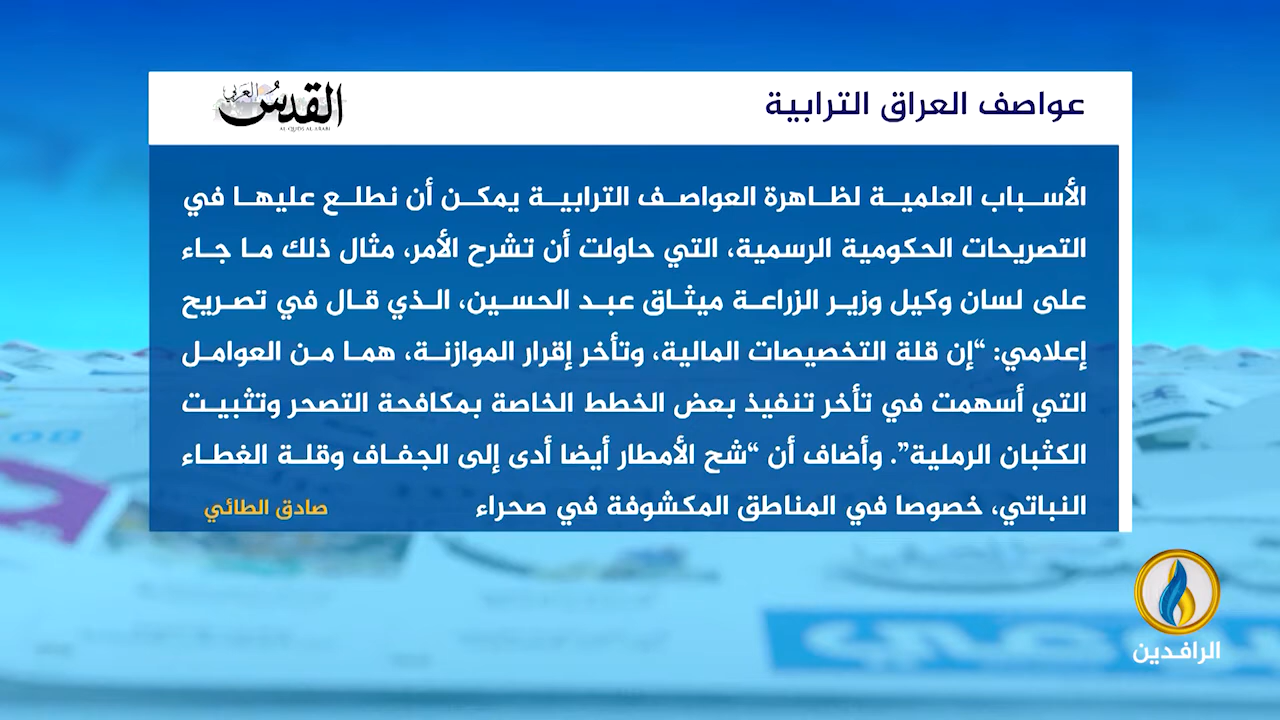 عواصف العراق الترابية
القدس العربي
AL-QUDS AL-ARABI
الأسباب العلمية لظاهرة العواصف الترابية يمكن أن نطلع عليها في
التصريحات الحكومية الرسمية، التي حاولت أن تشرح الأمر، مثال ذلك ما جاء
على لسان وكيل وزير الزراعة ميثاق عبد الحسين، الذي قال في تصريح
إعلامي: “إن قلة التخصيصات المالية، وتأخر إقرار الموازنة، هما من العوامل
التي أسهمت في تأخر تنفيذ بعض الخطط الخاصة بمكافحة التصحر وتثبيت
الكثبان الرملية”. وأضاف أن “شح الأمطار أيضا أدى إلى الجفاف وقلة الغطاء
النباتي، خصوصا في المناطق المكشوفة في صحراء
صادق الطائي
الرافدين